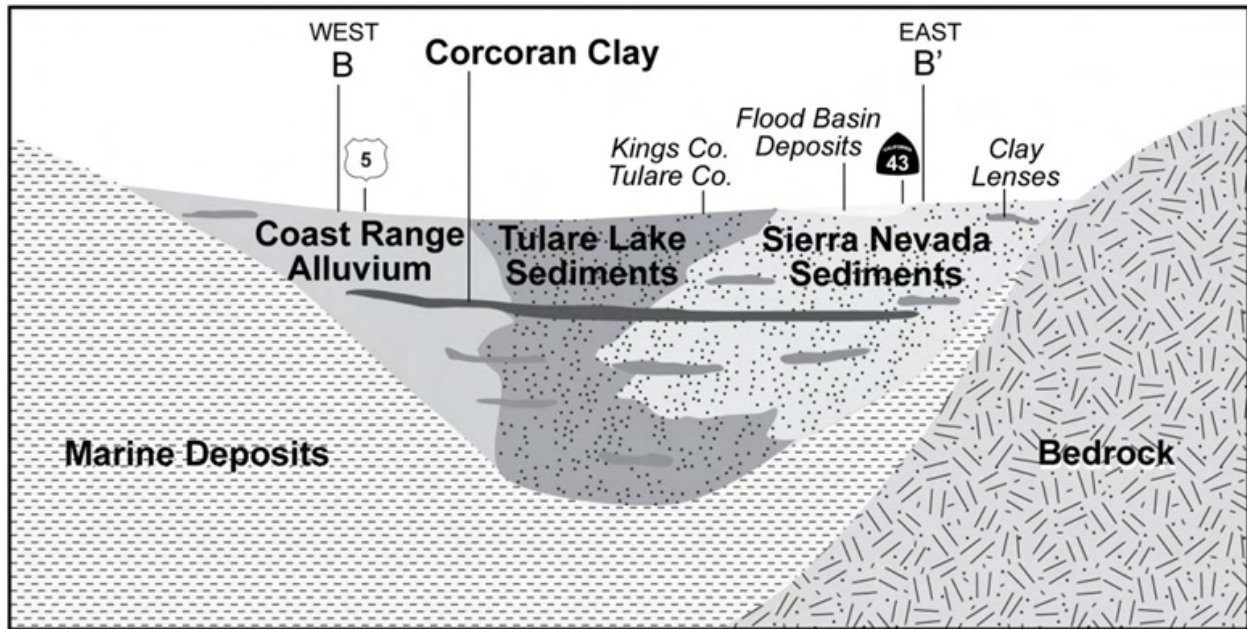 WEST
B
Corcoran Clay
EAST
B’
5
Kings Co.
Tulare Co.
Flood Basin
Deposits
CALIFORNIA
43
Clay
Lenses
Coast Range
Alluvium
Tulare Lake
Sediments
Sierra Nevada
Sediments
Marine Deposits
Bedrock